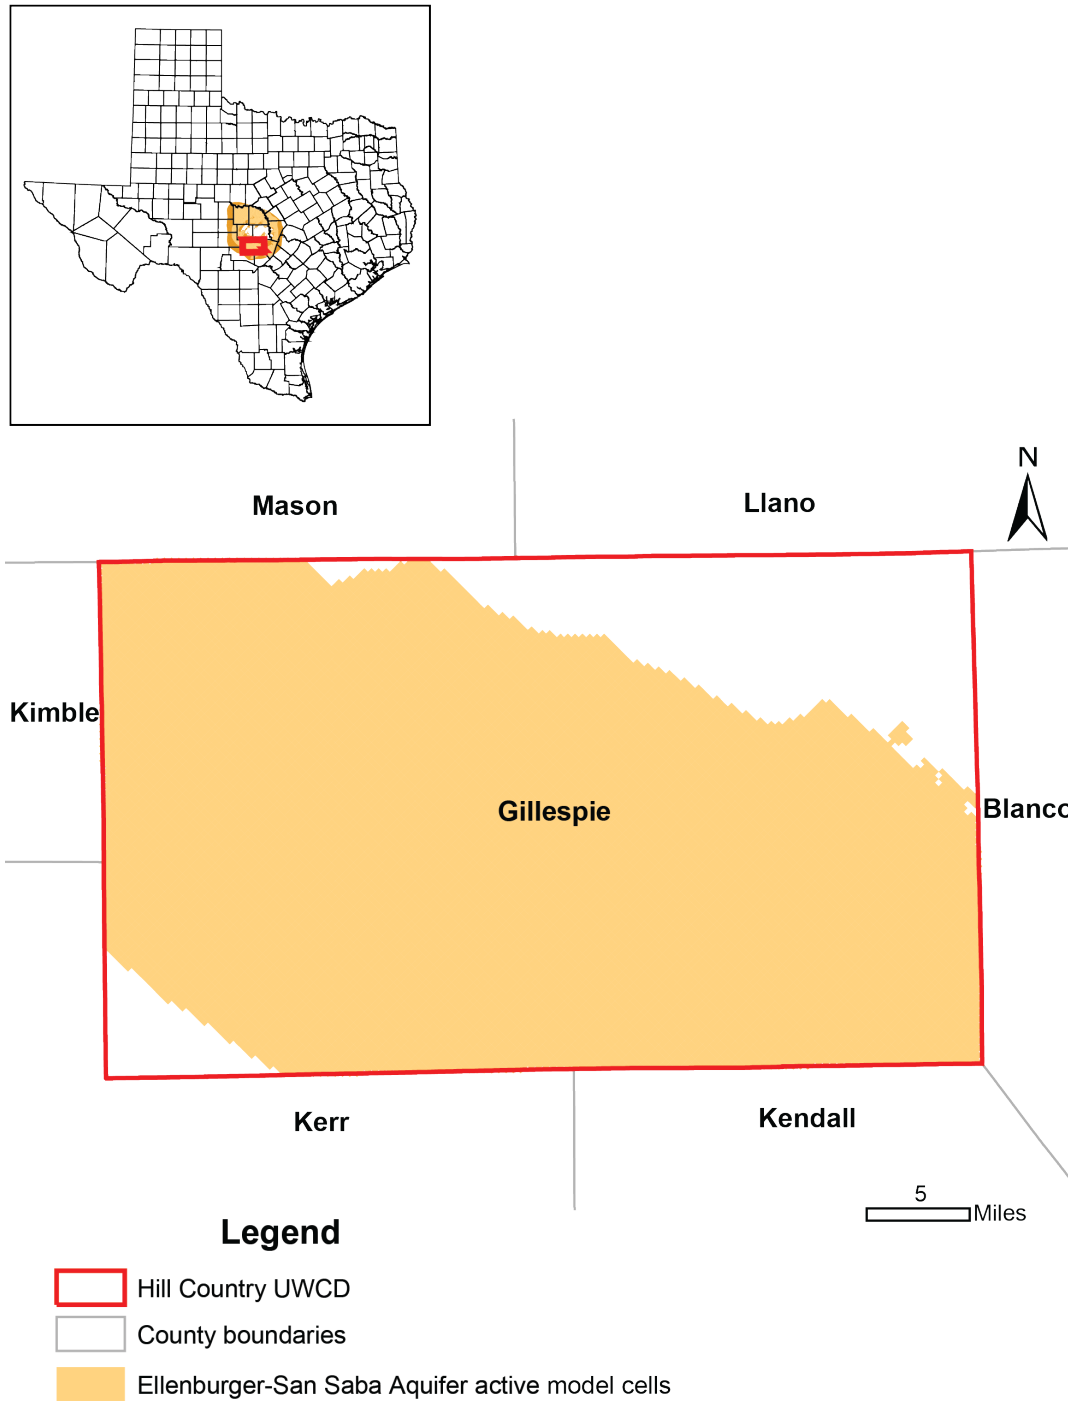 N
Mason
Llano
Kimble
Gillespie
Blanco
Kerr
Kendall
5
Miles
Legend
Hill Country UWCD
County boundaries
Ellenburger-San Saba Aquifer active model cells